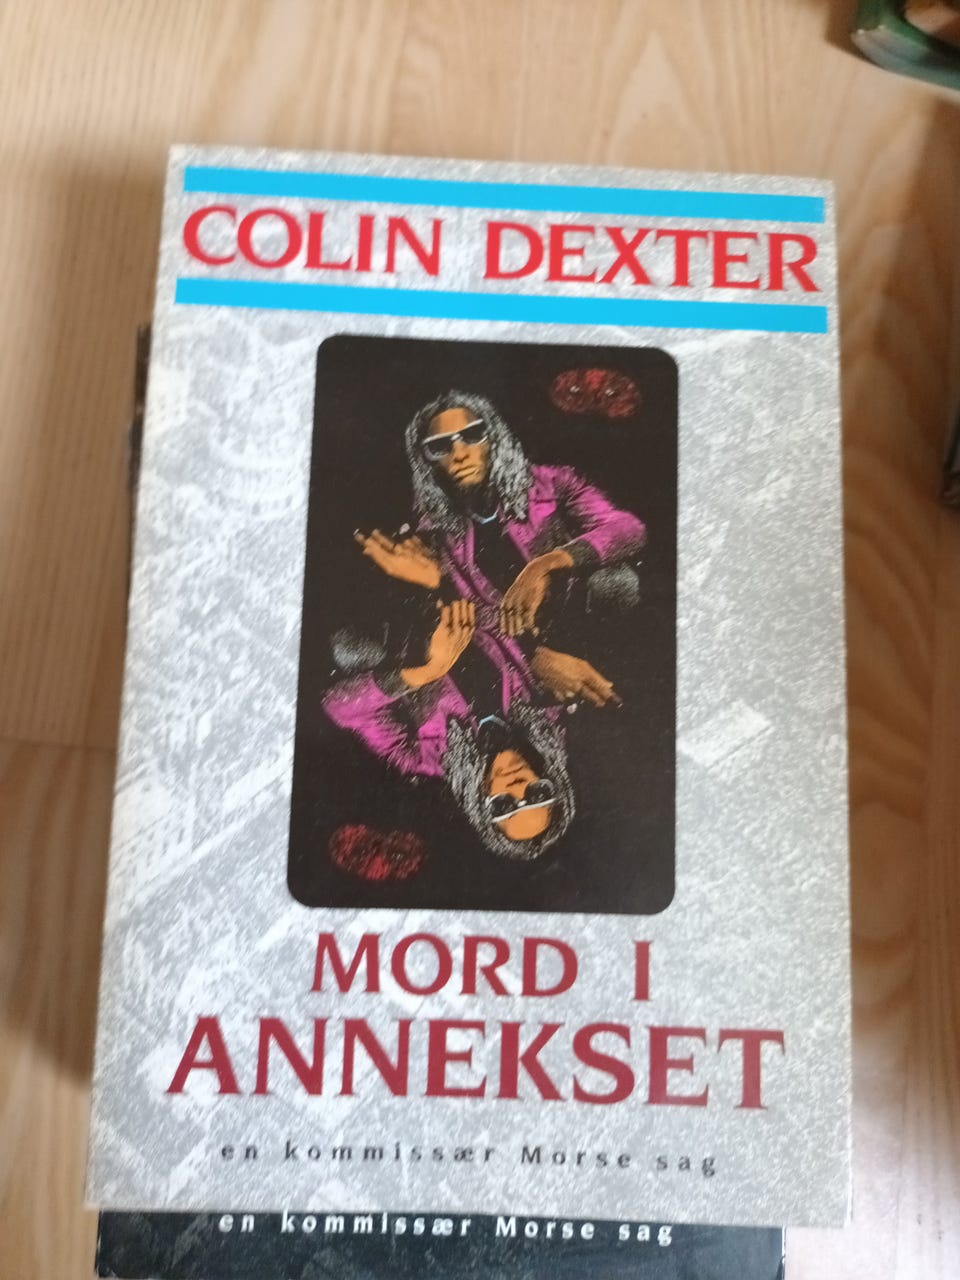 COLIN DEXTER
MORD I
ANNEKSET
en kommissær Morse sag
en kommissær Morse sag